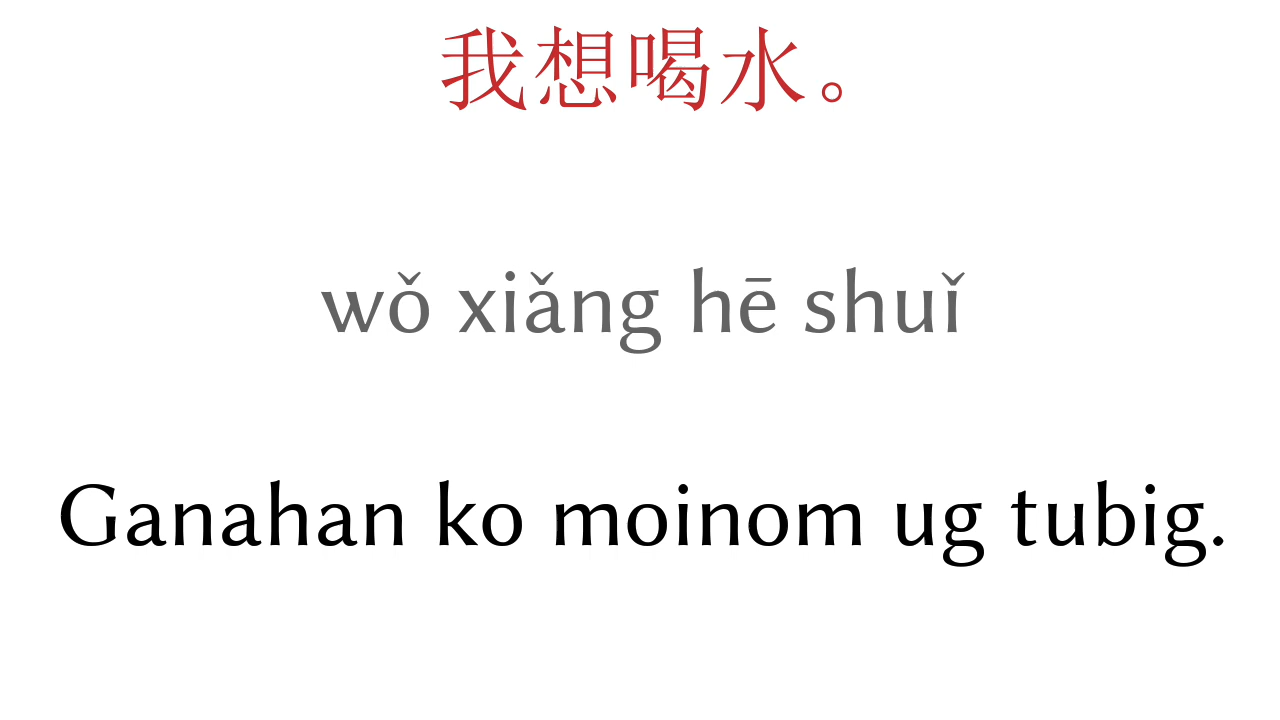 我想喝水。
wǒ xiǎng hē shuǐ
Ganahan ko moinom ug tubig.